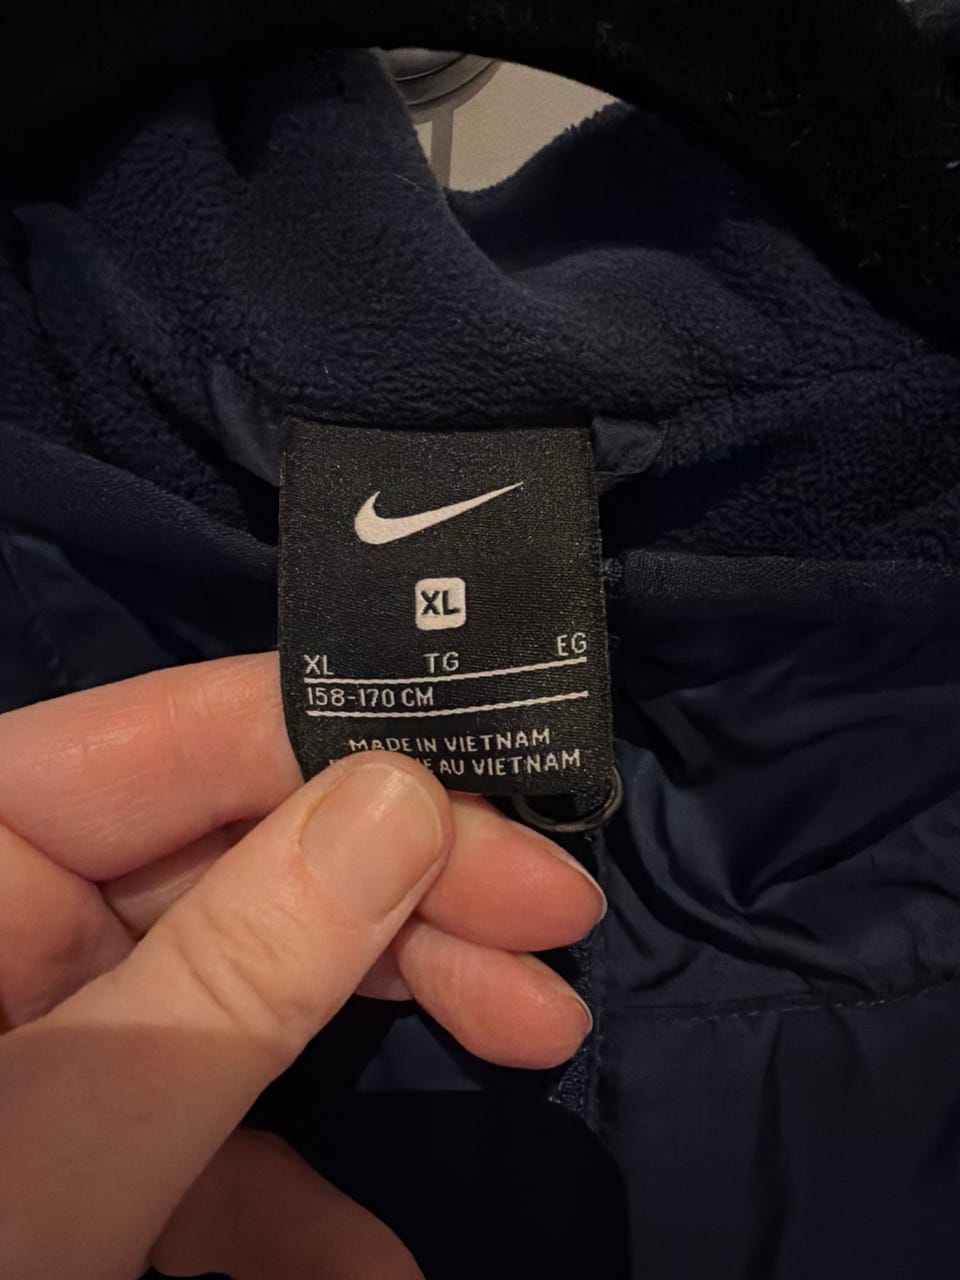 XL
XL TG EG
158-170 CM
MADE IN VIETNAM
AU VIETNAM